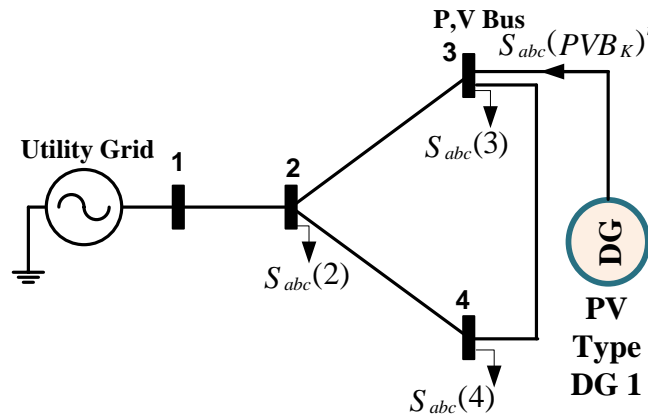 P,V Bus
3
S_abc(PVB_K)
Utility Grid
1
2
S_abc(3)
S_abc(2)
DG
4
PV
Type
DG 1
S_abc(4)